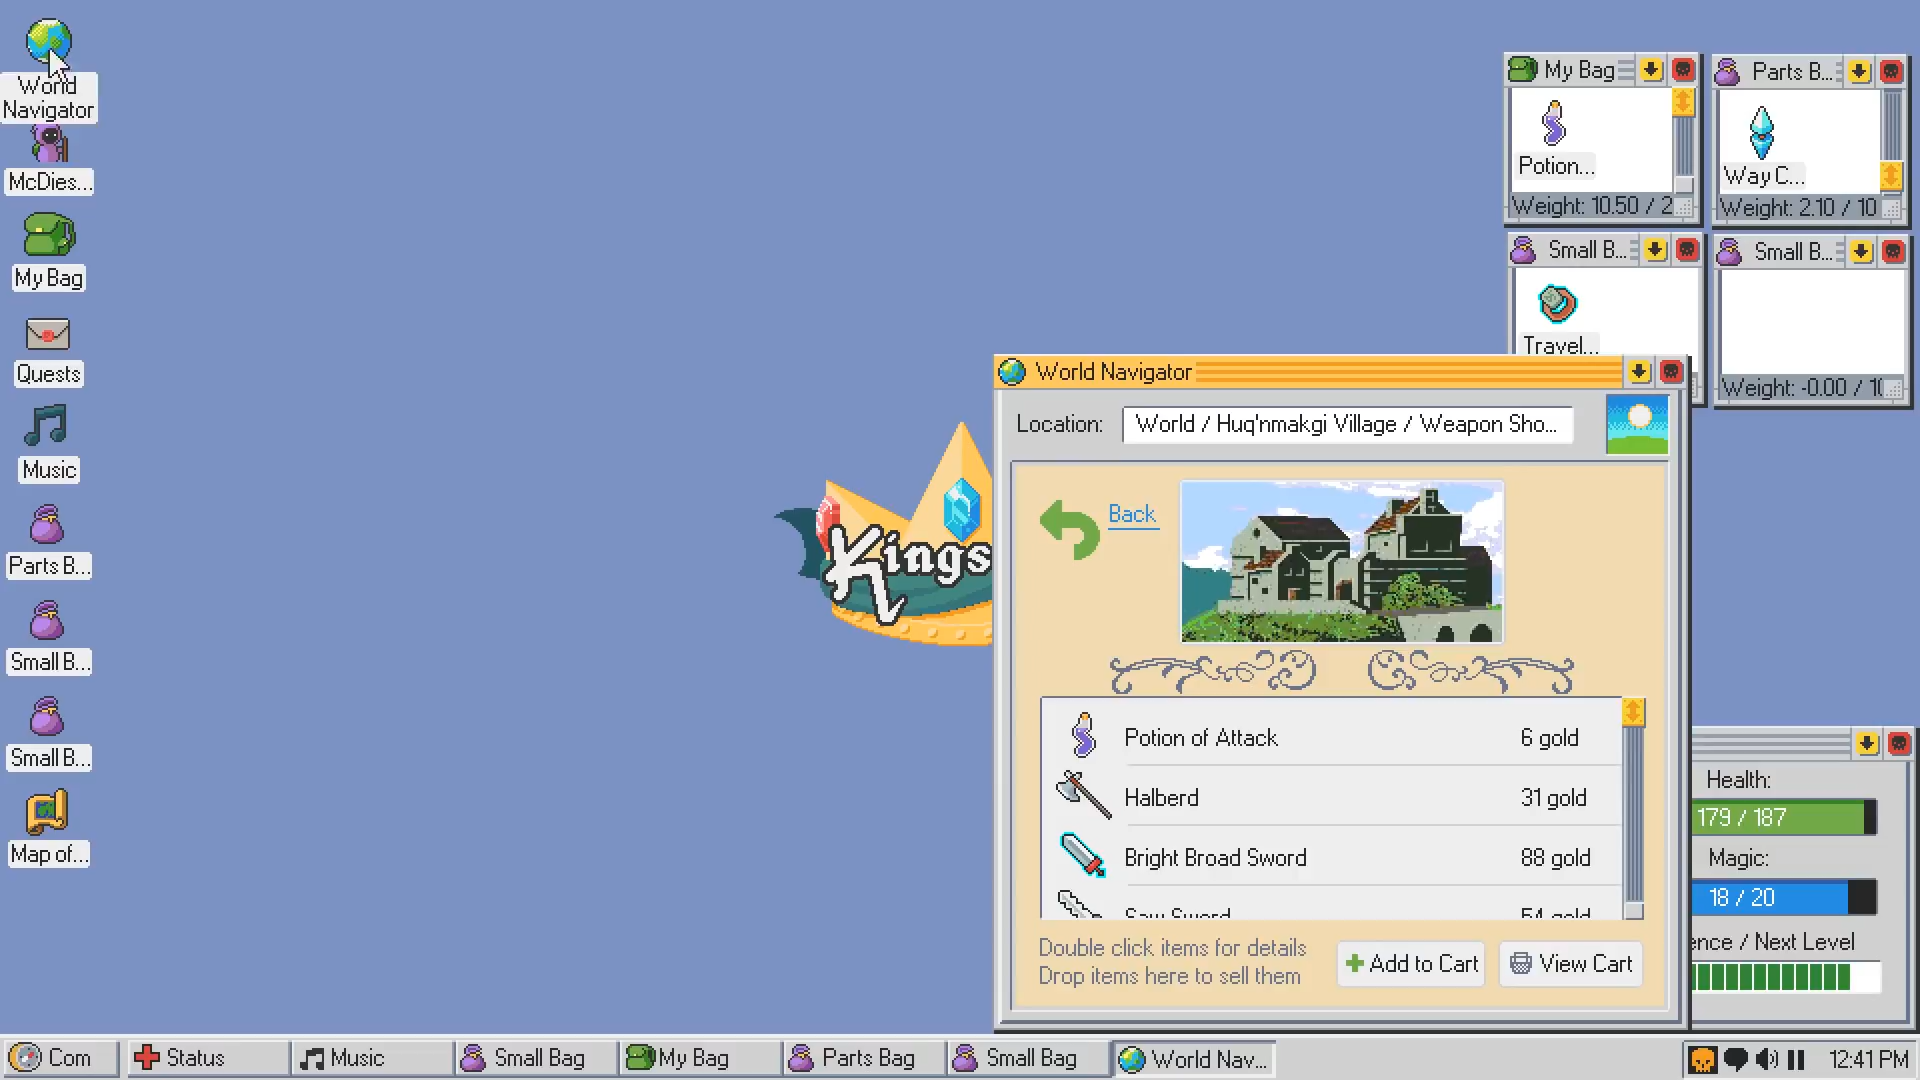 World
Navigator
McDies...
My Bag
Quests
Music
Parts B...
Small B...
Small B...
Map of...
My Bag
Potion...
Weight: 10.50 / 2
Parts B...
Way C...
Weight: 2.10 / 10
Small B...
Travel...
Small B...
Weight: -0.00 / 10
Kings
World Navigator
Location: World / Huq'nmakgi Village / Weapon Sho...
Back
Potion of Attack 6 gold
Halberd 31 gold
Bright Broad Sword 88 gold
Saw Sword 54 gold
Double click items for details
Drop items here to sell them
Add to Cart
View Cart
Health:
179 / 187
Magic:
18 / 20
ence / Next Level
Com
Status
Music
Small Bag
My Bag
Parts Bag
Small Bag
World Nav...
12:41 PM